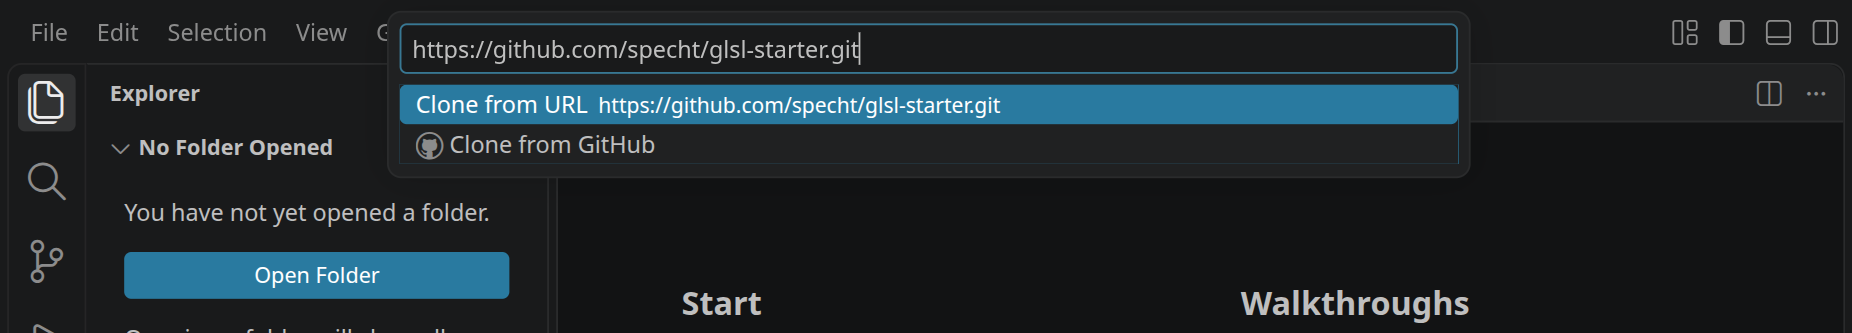 File Edit Selection View
https://github.com/specht/glsl-starter.git
Explorer
Clone from URL https://github.com/specht/glsl-starter.git
No Folder Opened
Clone from GitHub
You have not yet opened a folder.
Open Folder
Start
Walkthroughs